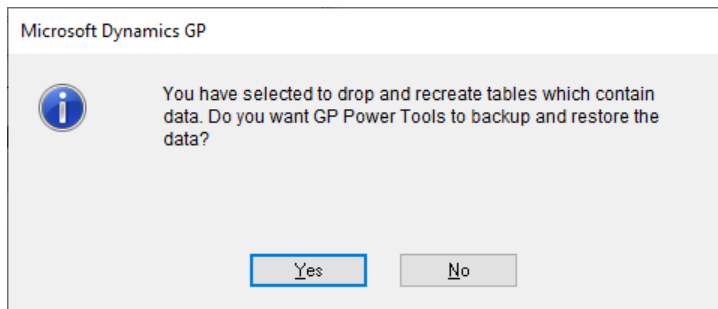 Microsoft Dynamics GP
You have selected to drop and recreate tables which contain
data. Do you want GP Power Tools to backup and restore the
data?
Yes
No